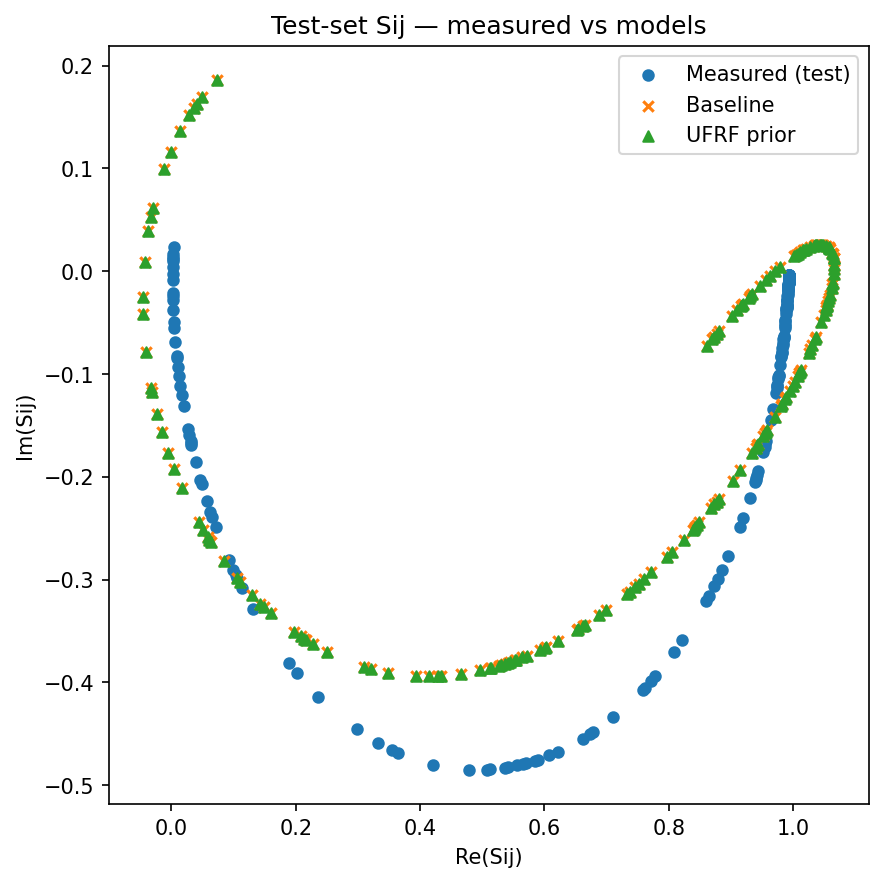 Test-set Sij — measured vs models
Measured (test)
Baseline
UFRF prior
0.2
0.1
0.0
−0.1
−0.2
−0.3
−0.4
−0.5
Im(Sij)
0.0 0.2 0.4 0.6 0.8 1.0
Re(Sij)